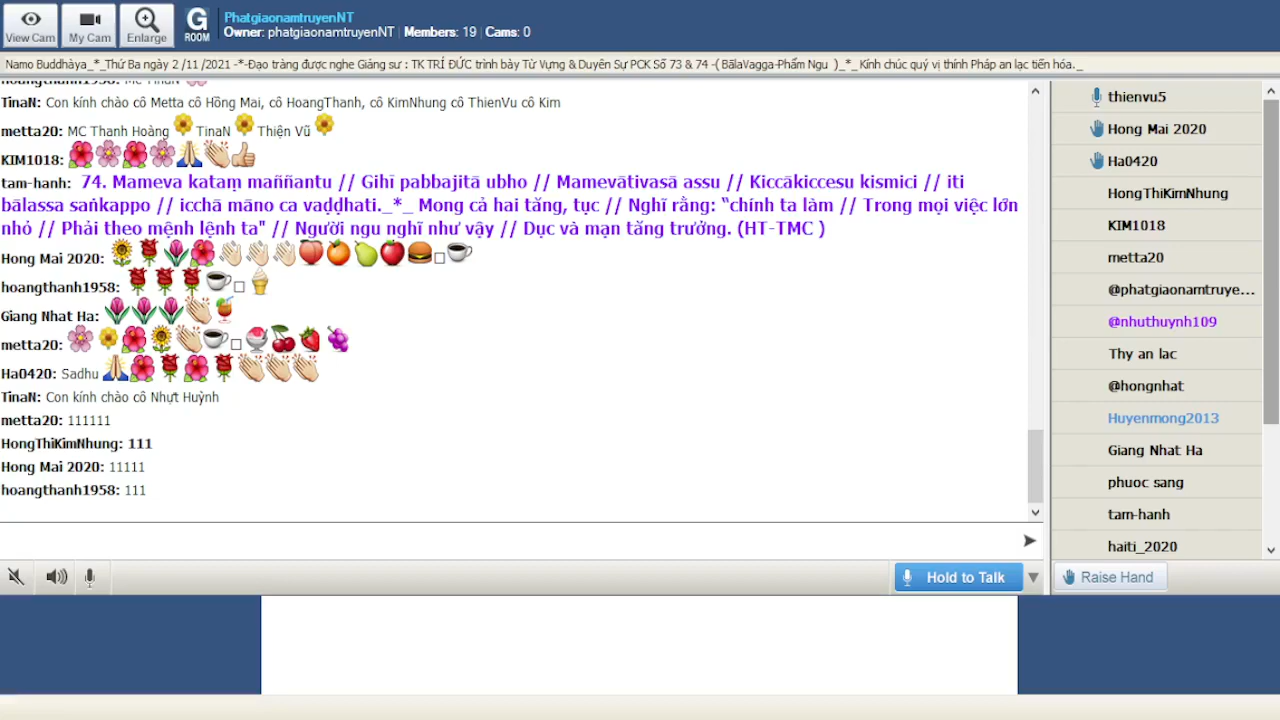 View Cam
My Cam
Enlarge
G
ROOM
PhatgiaonamtruyenNT
Owner: phatgiaonamtruyenNT | Members: 19 | Cams: 0
Namo Buddhàya_*_Thứ Ba ngày 2 /11 /2021 -*-Đạo tràng được nghe Giảng sư : TK TRÍ ĐỨC trình bày Từ Vựng & Duyên Sự PCK Số 73 & 74 -( BālaVagga-Phẩm Ngu )_*_ Kính chúc quý vị thính Pháp an lạc tiến hóa._
TinaN: Con kính chào cô Metta cô Hồng Mai, cô HoangThanh, cô KimNhung cô ThienVu cô Kim
metta20: MC Thanh Hoàng TinaN Thiện Vũ
KIM1018:
tam-hanh: 74. Mameva kataṃ maññantu // Gihī pabbajitā ubho // Mamevātivasā assu // Kiccākiccesu kismici // iti
bālassa saṅkappo // icchā māno ca vaḍḍhati._*_ Mong cả hai tăng, tục // Nghĩ rằng: “chính ta làm // Trong mọi việc lớn
nhỏ // Phải theo mệnh lệnh ta" // Người ngu nghĩ như vậy // Dục và mạn tăng trưởng. (HT-TMC )
Hong Mai 2020:
hoangthanh1958:
Giang Nhat Ha:
metta20:
Ha0420: Sadhu
TinaN: Con kính chào cô Nhựt Huỳnh
metta20: 111111
HongThiKimNhung: 111
Hong Mai 2020: 11111
hoangthanh1958: 111
Hold to Talk
thienvu5
Hong Mai 2020
Ha0420
HongThiKimNhung
KIM1018
metta20
@phatgiaonamtruye...
@nhuthuynh109
Thy an lac
@hongnhat
Huyenmong2013
Giang Nhat Ha
phuoc sang
tam-hanh
haiti_2020
Raise Hand